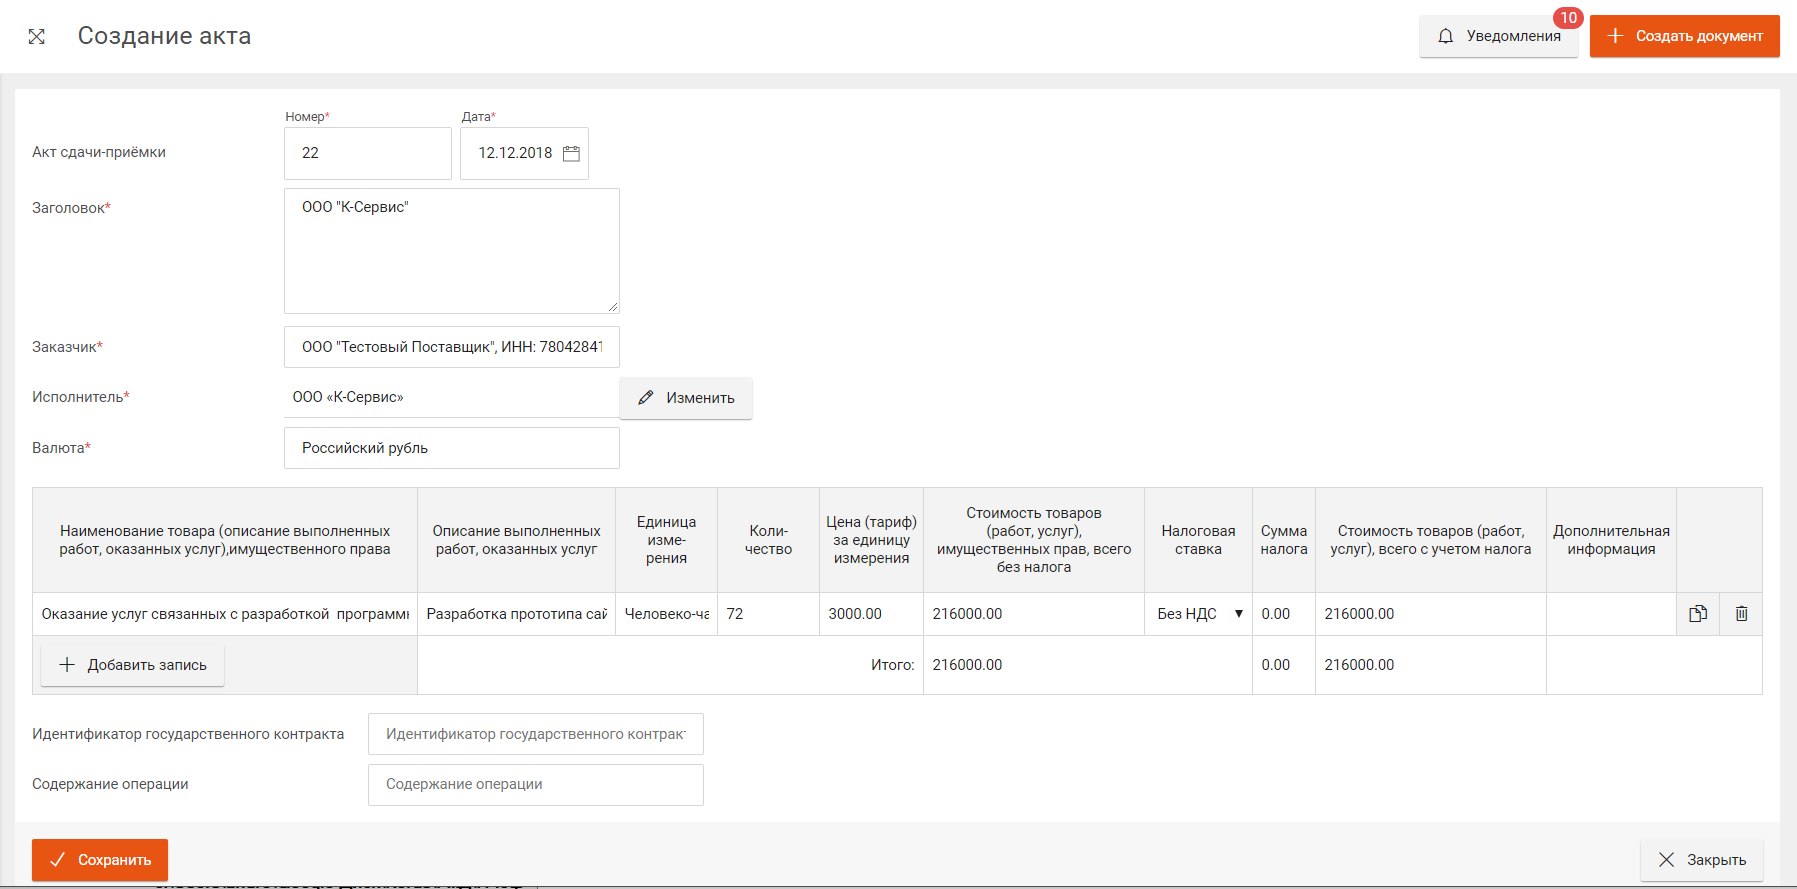 Создание акта
Уведомления
10
Создать документ
Номер*
Дата*
Акт сдачи-приёмки
22
12.12.2018
Заголовок*
ООО "К-Сервис"
Заказчик*
ООО "Тестовый Поставщик", ИНН: 78042841
Исполнитель*
ООО «К-Сервис»
Изменить
Валюта*
Российский рубль
Наименование товара (описание выполненных
работ, оказанных услуг),имущественного права
Описание выполненных
работ, оказанных услуг
Единица
изме-
рения
Коли-
чество
Цена (тариф)
за единицу
измерения
Стоимость товаров
(работ, услуг),
имущественных прав, всего
без налога
Налоговая
ставка
Сумма
налога
Стоимость товаров (работ,
услуг), всего с учетом налога
Дополнительная
информация
Оказание услуг связанных с разработкой программ
Разработка прототипа сай
Человеко-ча
72
3000.00
216000.00
Без НДС
0.00
216000.00
Добавить запись
Итого:
216000.00
0.00
216000.00
Идентификатор государственного контракта
Идентификатор государственного контрак
Содержание операции
Содержание операции
Сохранить
Закрыть